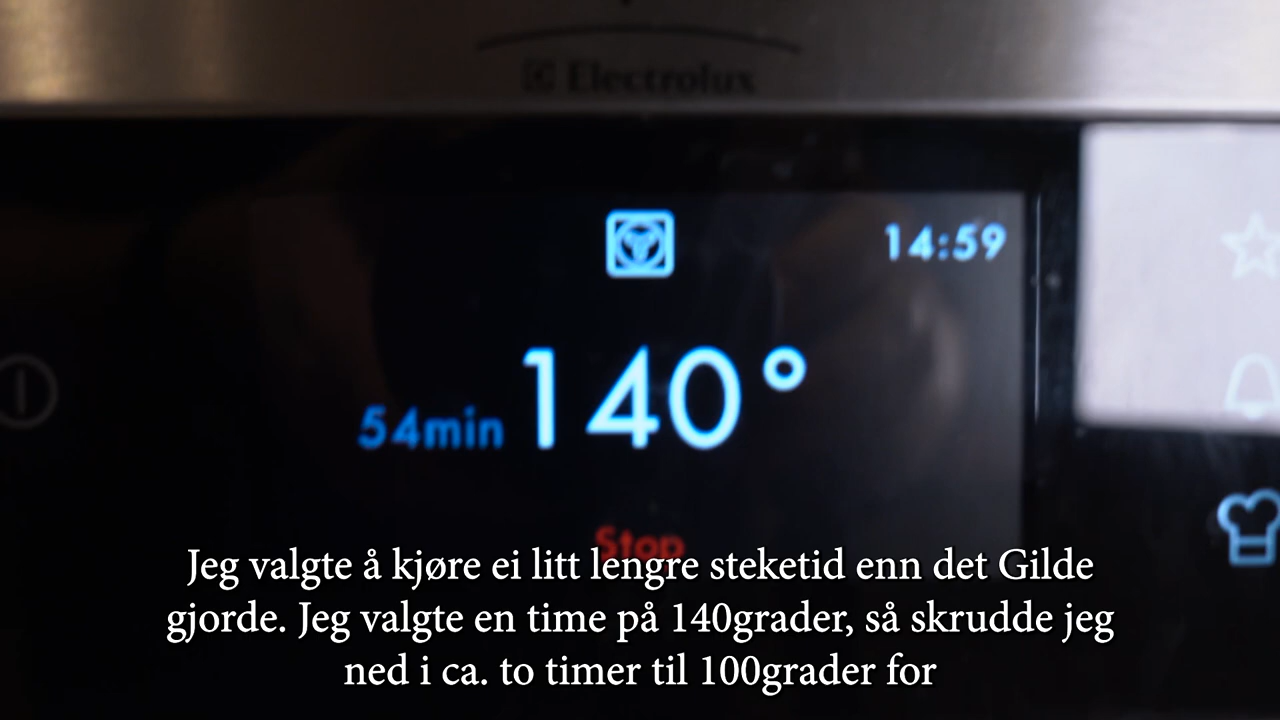 Electrolux
14:59
54min 140°
Stop
Jeg valgte å kjøre ei litt lengre steketid enn det Gilde
gjorde. Jeg valgte en time på 140grader, så skrudde jeg
ned i ca. to timer til 100grader for